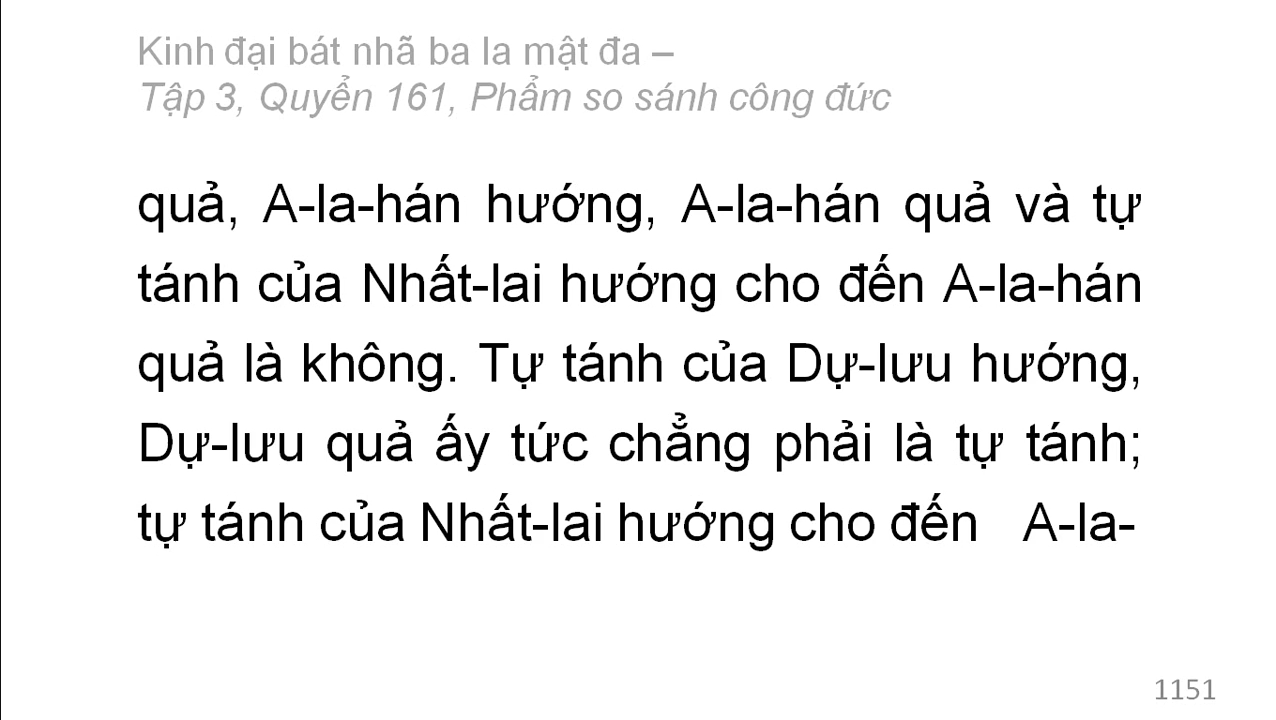 Kinh đại bát nhã ba la mật đa –
Tập 3, Quyển 161, Phẩm so sánh công đức
quả, A-la-hán hướng, A-la-hán quả và tự
tánh của Nhất-lai hướng cho đến A-la-hán
quả là không. Tự tánh của Dự-lưu hướng,
Dự-lưu quả ấy tức chẳng phải là tự tánh;
tự tánh của Nhất-lai hướng cho đến A-la-
1151